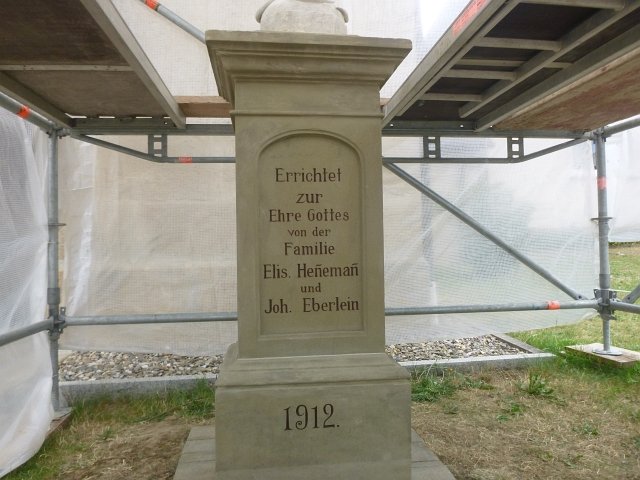 Errichtet
zur
Ehre Gottes
von der
Familie
Elis. Heñemañ
und
Joh. Eberlein
1912.